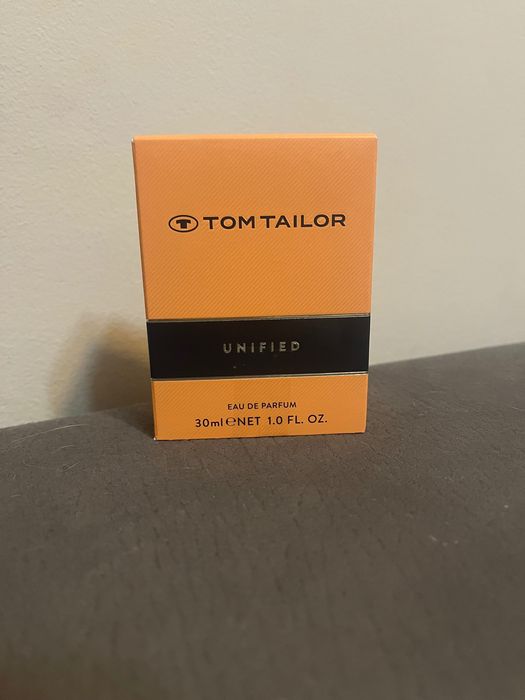 TOM TAILOR
UNIFIED
EAU DE PARFUM
30ml ℮NET 1.0 FL. OZ.